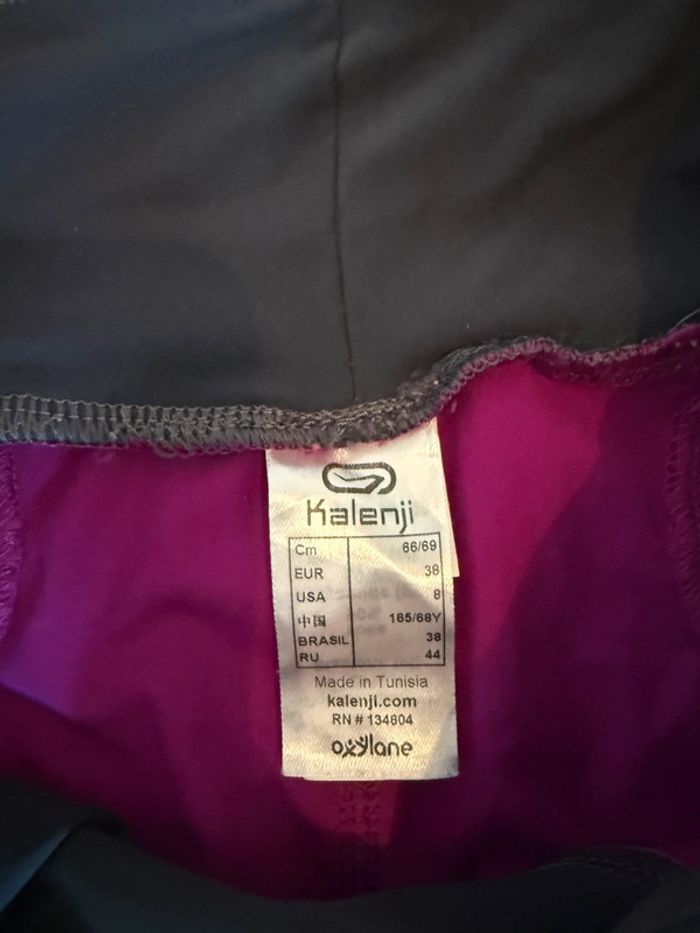 Kalenji
Cm 66/69
EUR 38
USA 8
中国 165/68Y
BRASIL 38
RU 44
Made in Tunisia
kalenji.com
RN # 134604
oxylane